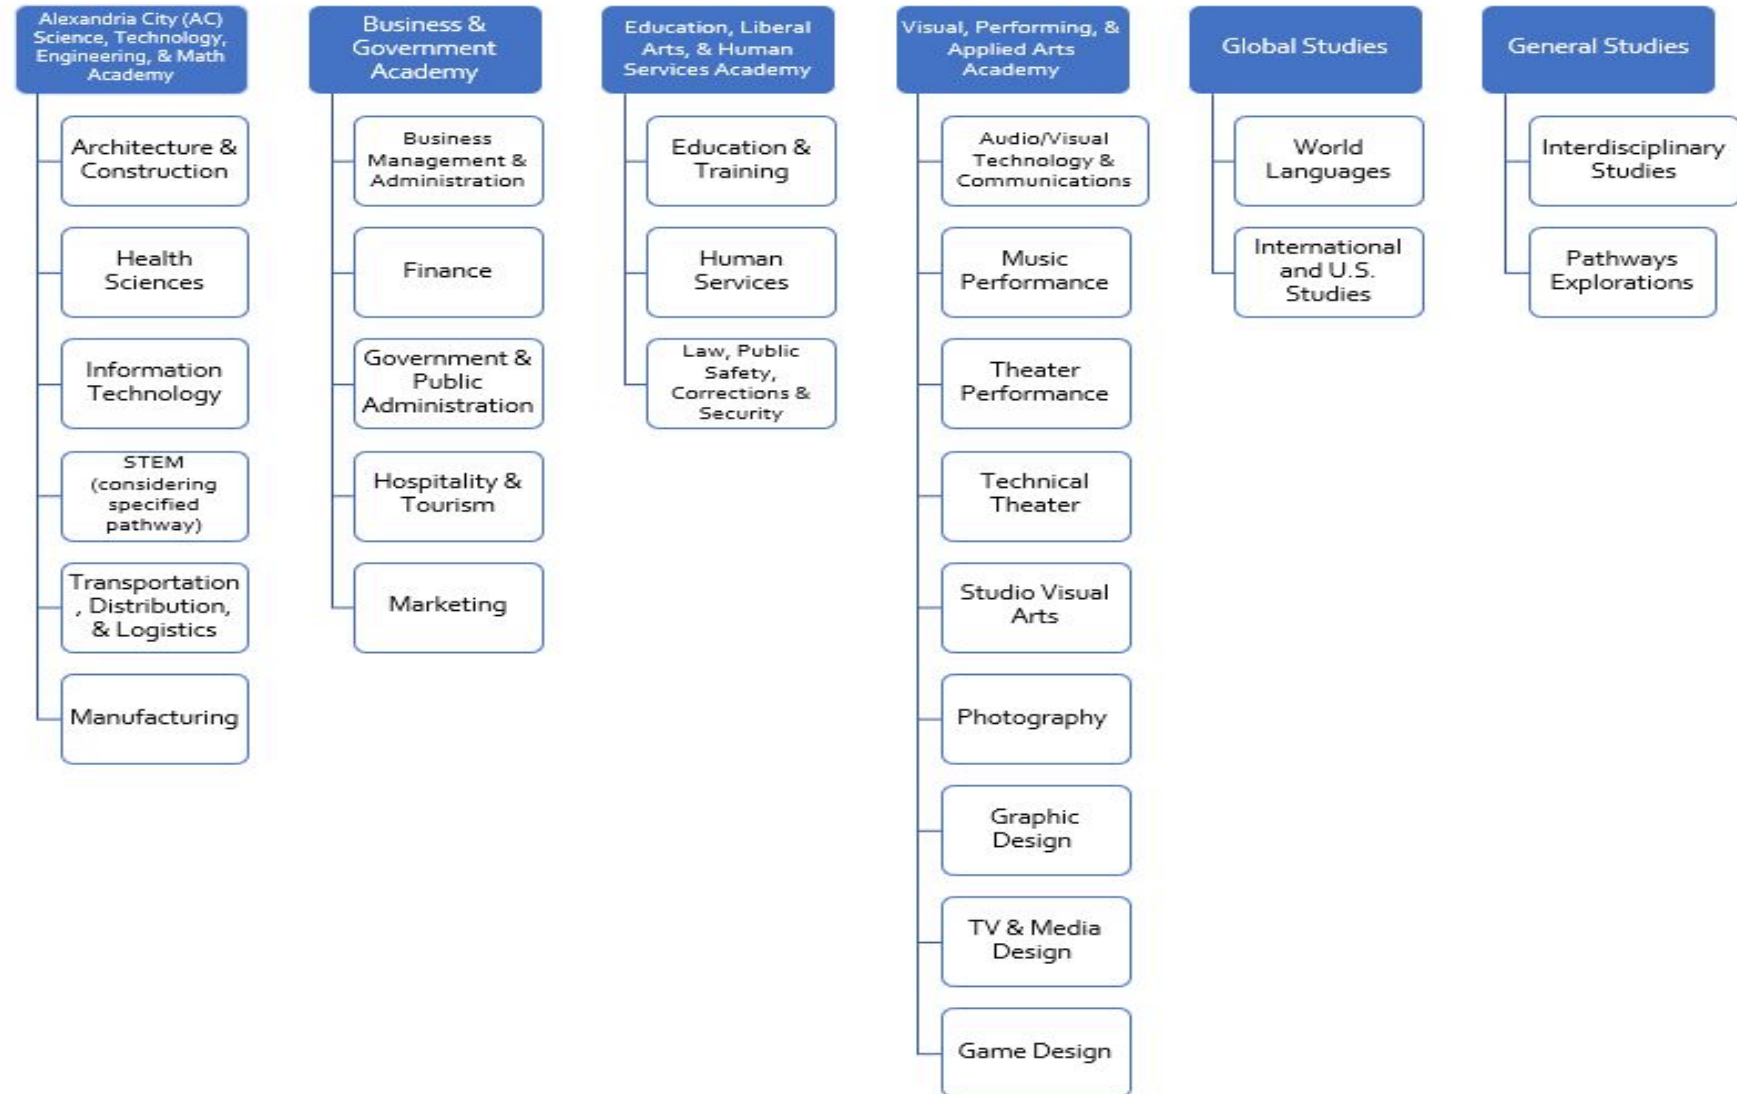 Alexandria City (AC)
Science, Technology,
Engineering, & Math
Academy
Architecture &
Construction
Health
Sciences
Information
Technology
STEM
(considering
specified
pathway)
Transportation
, Distribution,
& Logistics
Manufacturing
Business &
Government
Academy
Business
Management &
Administration
Finance
Government &
Public
Administration
Hospitality &
Tourism
Marketing
Education, Liberal
Arts, & Human
Services Academy
Education &
Training
Human
Services
Law, Public
Safety,
Corrections &
Security
Visual, Performing, &
Applied Arts
Academy
Audio/Visual
Technology &
Communications
Music
Performance
Theater
Performance
Technical
Theater
Studio Visual
Arts
Photography
Graphic
Design
TV & Media
Design
Game Design
Global Studies
World
Languages
International
and U.S.
Studies
General Studies
Interdisciplinary
Studies
Pathways
Explorations